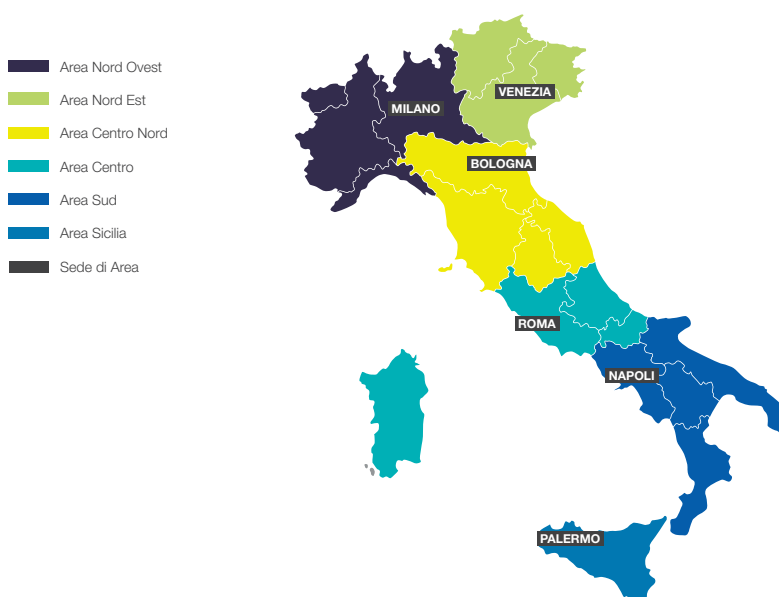 Area Nord Ovest
Area Nord Est
Area Centro Nord
Area Centro
Area Sud
Area Sicilia
Sede di Area
VENEZIA
MILANO
BOLOGNA
ROMA
NAPOLI
PALERMO